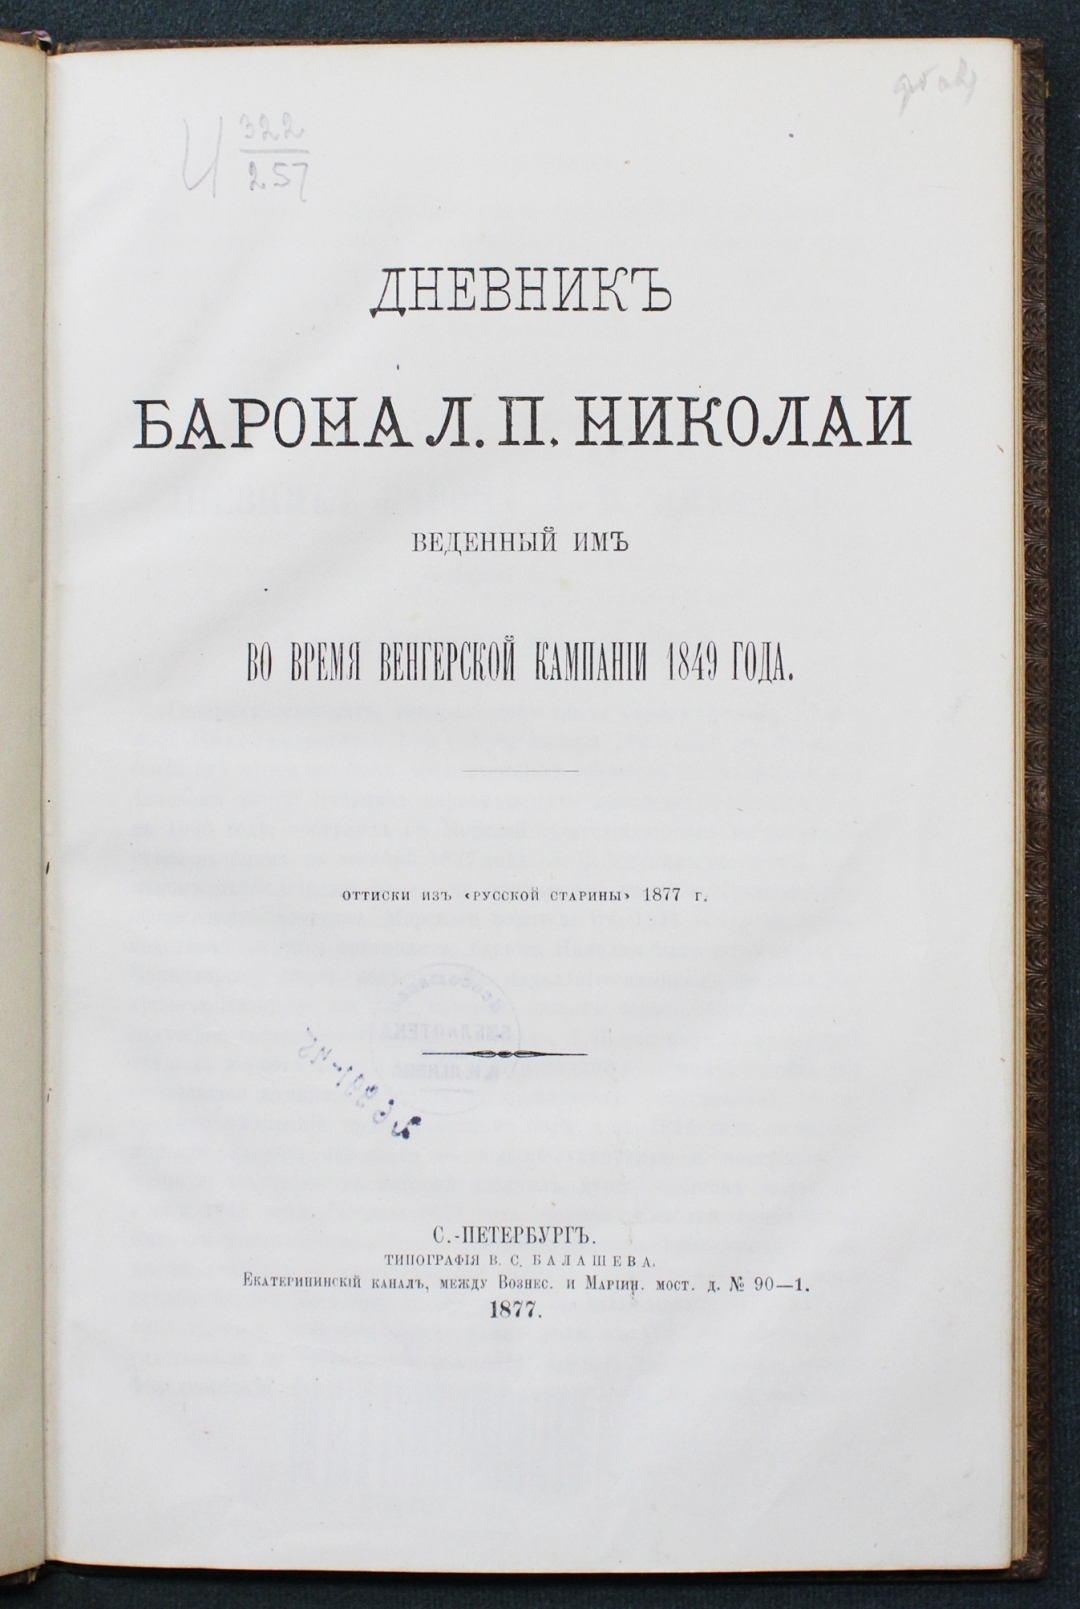 И 322
257
ДНЕВНИКЪ
БАРОНА Л. П. НИКОЛАИ
ВЕДЕННЫЙ ИМЪ
ВО ВРЕМЯ ВЕНГЕРСКОЙ КАМПАНІИ 1849 ГОДА.
ОТТИСКИ ИЗЪ «РУССКОЙ СТАРИНЫ» 1877 Г.
С.-ПЕТЕРБУРГЪ.
ТИПОГРАФІЯ В. С. БАЛАШЕВА.
Екатерининскій каналъ, между Вознес. и Маріин. мост. д. № 90—1.
1877.